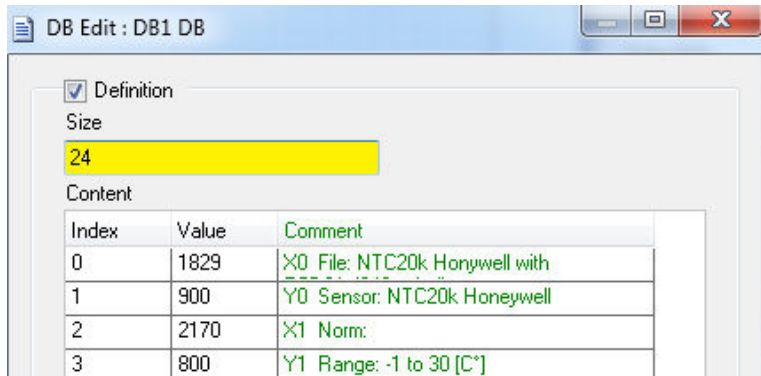 DB Edit : DB1 DB
Definition
Size
24
Content
Index Value Comment
0 1829 X0 File: NTC20k Honywell with
1 900 Y0 Sensor: NTC20k Honeywell
2 2170 X1 Norm:
3 800 Y1 Range: -1 to 30 [C°]